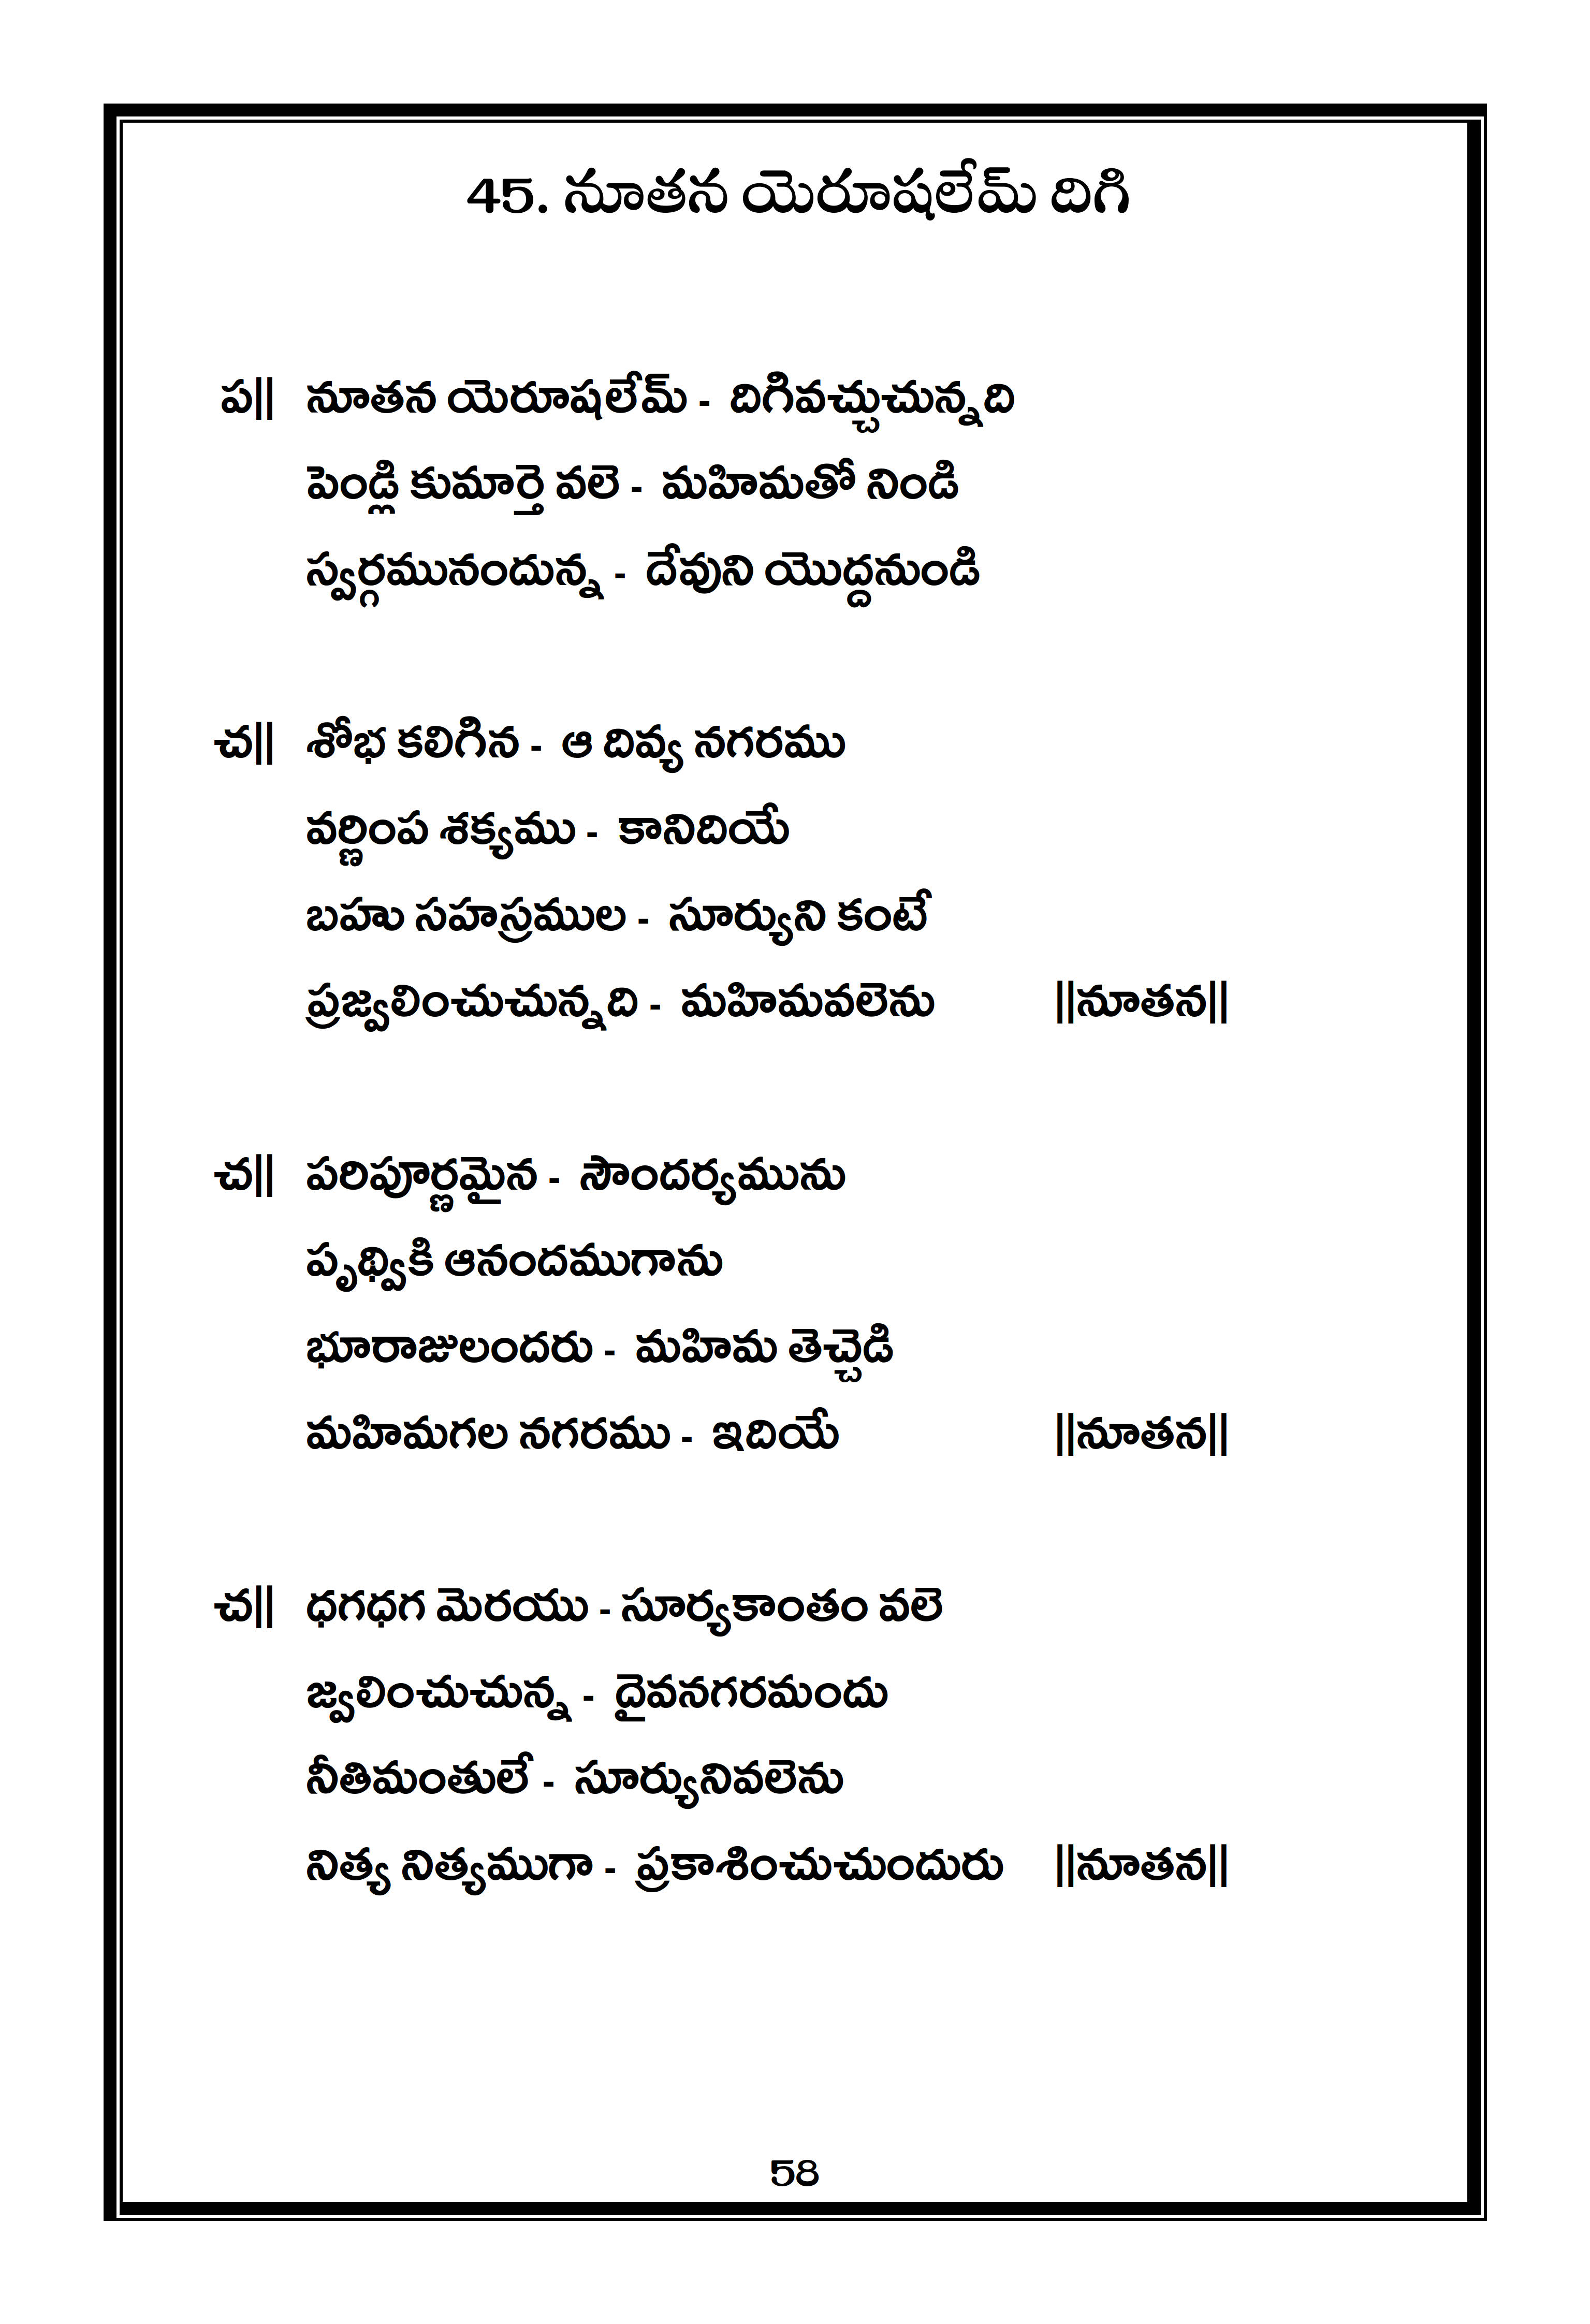 45. నూతన యెరూషలేమ్ దిగి
ప|| నూతన యెరూషలేమ్ - దిగివచ్చుచున్నది
పెండ్లి కుమార్తె వలె - మహిమతో నిండి
స్వర్గమునందున్న - దేవుని యొద్దనుండి
చ|| శోభ కలిగిన - ఆ దివ్య నగరము
వర్ణింప శక్యము - కానిదియే
బహు సహస్రముల - సూర్యుని కంటే
ప్రజ్వలించుచున్నది - మహిమవలెను ||నూతన||
చ|| పరిపూర్ణమైన - సౌందర్యమును
పృథ్వికి ఆనందముగాను
భూరాజులందరు - మహిమ తెచ్చెడి
మహిమగల నగరము - ఇదియే ||నూతన||
చ|| ధగధగ మెరయు - సూర్యకాంతం వలె
జ్వలించుచున్న - దైవనగరమందు
నీతిమంతులే - సూర్యునివలెను
నిత్య నిత్యముగా - ప్రకాశించుచుందురు ||నూతన||
58